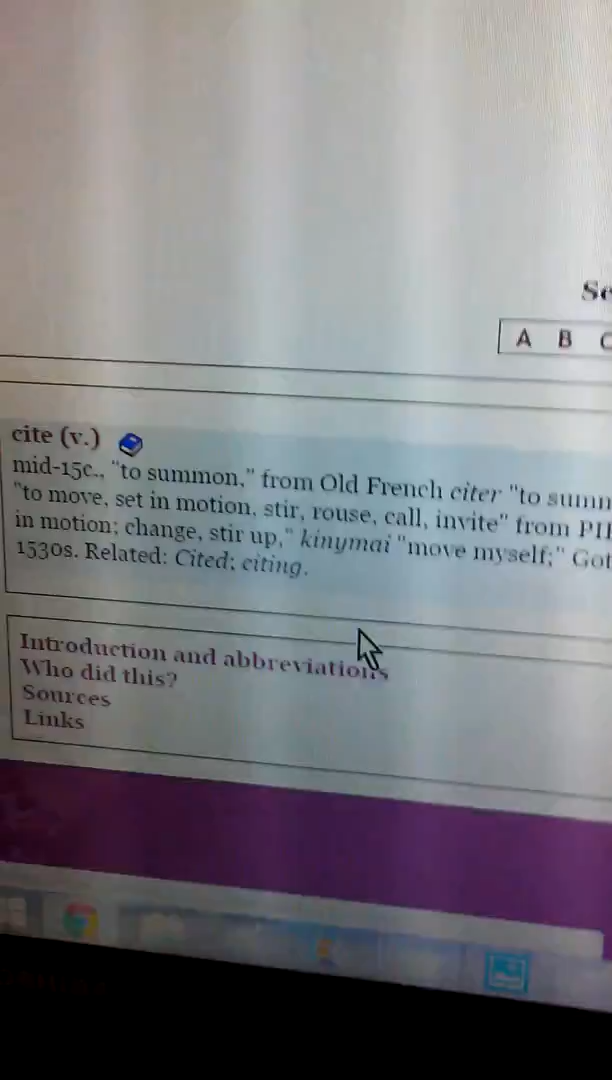 Se
A B C
cite (v.)
mid-15c., "to summon," from Old French citer "to summ
"to move, set in motion, stir, rouse, call, invite" from PIE
in motion; change, stir up," kinymai "move myself;" Got
1530s. Related: Cited; citing.
Introduction and abbreviations
Who did this?
Sources
Links